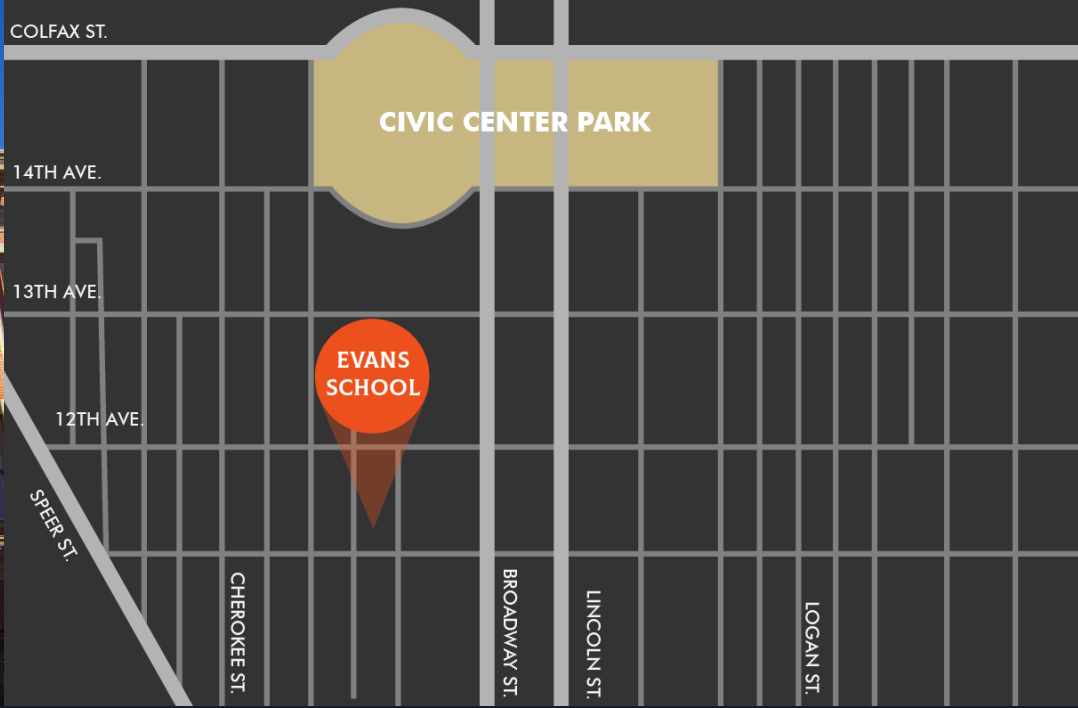 COLFAX ST.
CIVIC CENTER PARK
14TH AVE.
13TH AVE.
EVANS
SCHOOL
12TH AVE.
SPEER ST.
CHEROKEE ST.
BROADWAY ST.
LINCOLN ST.
LOGAN ST.